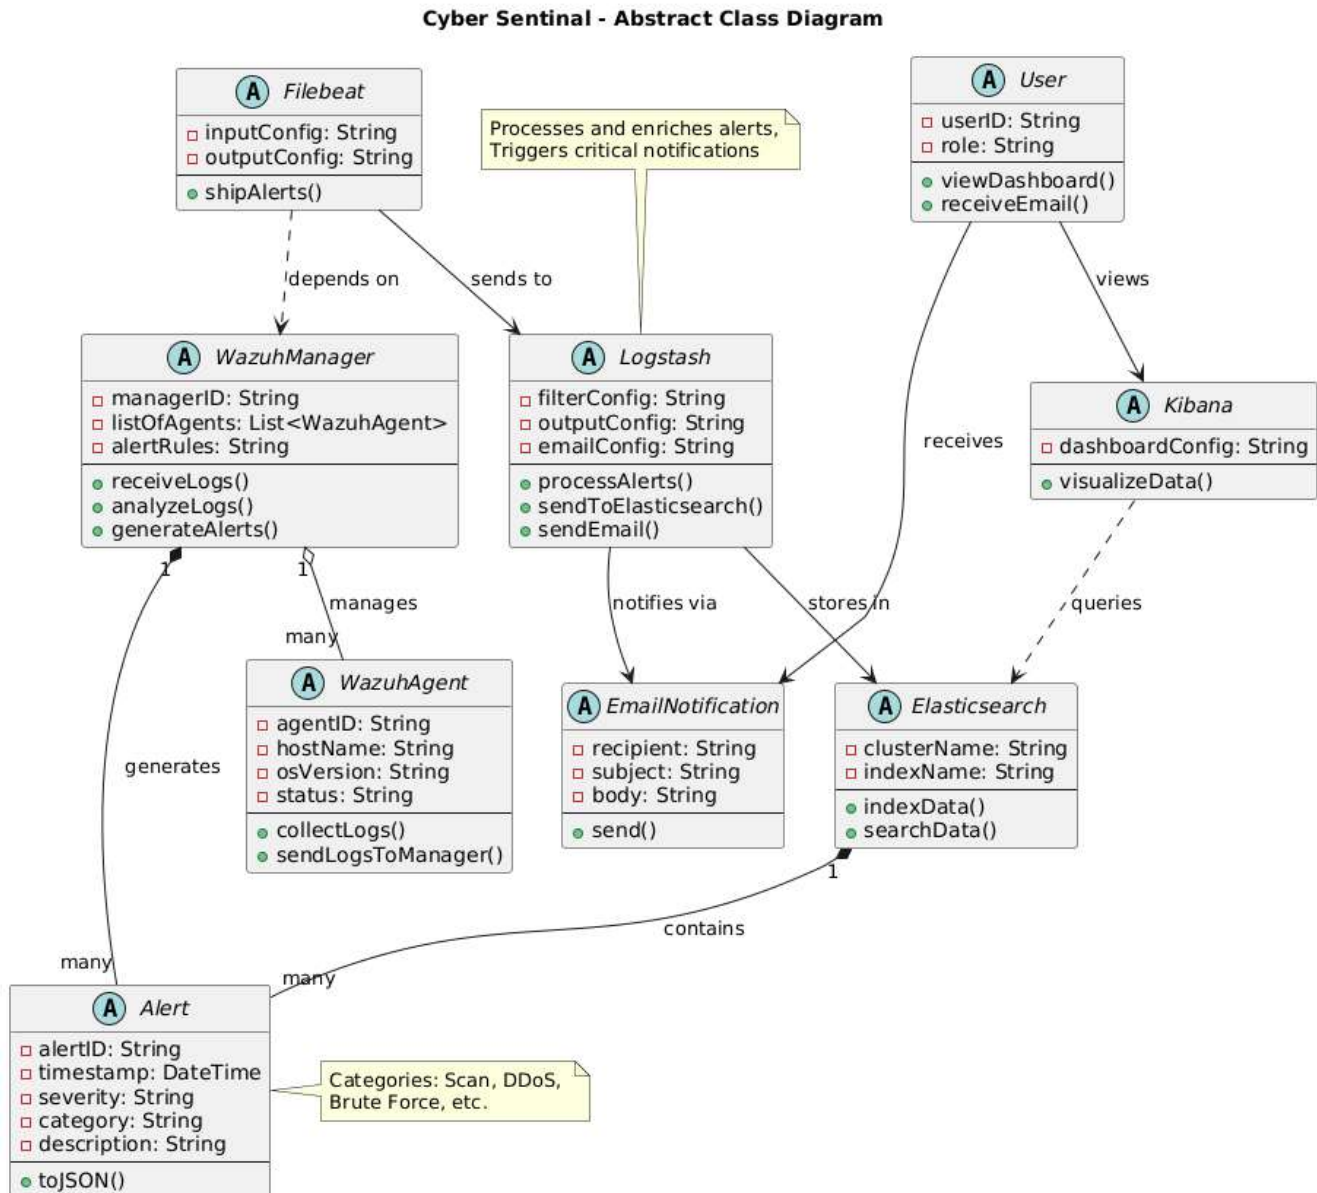 Cyber Sentinal - Abstract Class Diagram
A Filebeat
inputConfig: String
outputConfig: String
shipAlerts()
Processes and enriches alerts,
Triggers critical notifications
A User
userID: String
role: String
viewDashboard()
receiveEmail()
depends on
sends to
views
A WazuhManager
managerID: String
listOfAgents: List<WazuhAgent>
alertRules: String
receiveLogs()
analyzeLogs()
generateAlerts()
A Logstash
filterConfig: String
outputConfig: String
emailConfig: String
processAlerts()
sendToElasticsearch()
sendEmail()
receives
A Kibana
dashboardConfig: String
visualizeData()
1
1
manages
many
notifies via
stores in
queries
generates
A WazuhAgent
agentID: String
hostName: String
osVersion: String
status: String
collectLogs()
sendLogsToManager()
A EmailNotification
recipient: String
subject: String
body: String
send()
A Elasticsearch
clusterName: String
indexName: String
indexData()
searchData()
1
contains
many
many
A Alert
alertID: String
timestamp: DateTime
severity: String
category: String
description: String
toJSON()
Categories: Scan, DDoS,
Brute Force, etc.